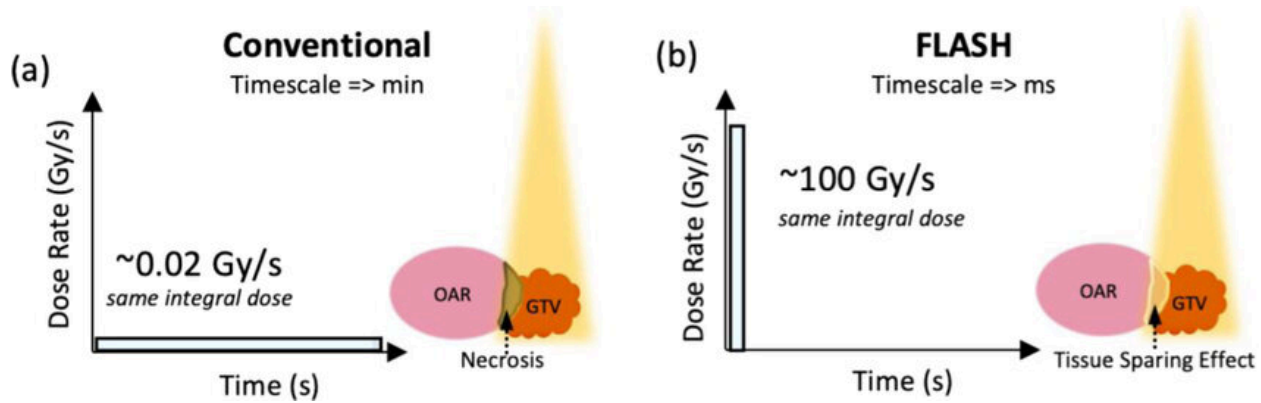 (a)
Conventional
Timescale => min
Dose Rate (Gy/s)
~0.02 Gy/s
same integral dose
OAR
GTV
Necrosis
Time (s)
(b)
FLASH
Timescale => ms
Dose Rate (Gy/s)
~100 Gy/s
same integral dose
OAR
GTV
Tissue Sparing Effect
Time (s)